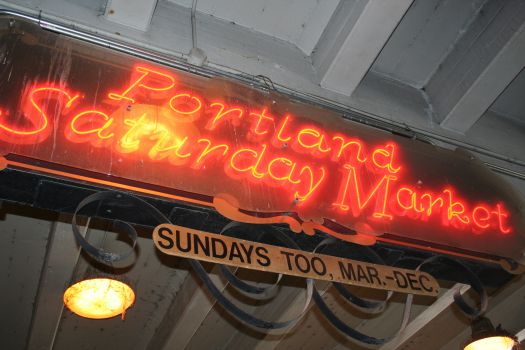 Portland
Saturday Market
SUNDAYS TOO, MAR.-DEC.